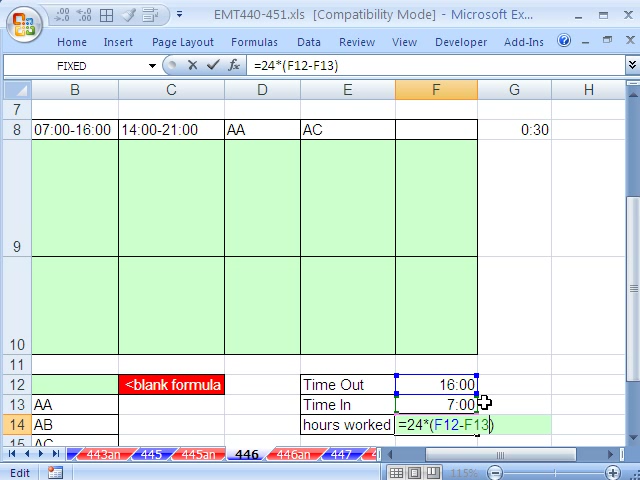 EMT440-451.xls [Compatibility Mode] - Microsoft Ex...
Home Insert Page Layout Formulas Data Review View Developer Add-Ins
FIXED =24*(F12-F13)
B C D E F G H
7
8 07:00-16:00 14:00-21:00 AA AC 0:30
9
10
11
12 <blank formula Time Out 16:00
13 AA Time In 7:00
14 AB hours worked =24*(F12-F13)
15 AC
443an 445 445an 446 446an 447
Edit 115%